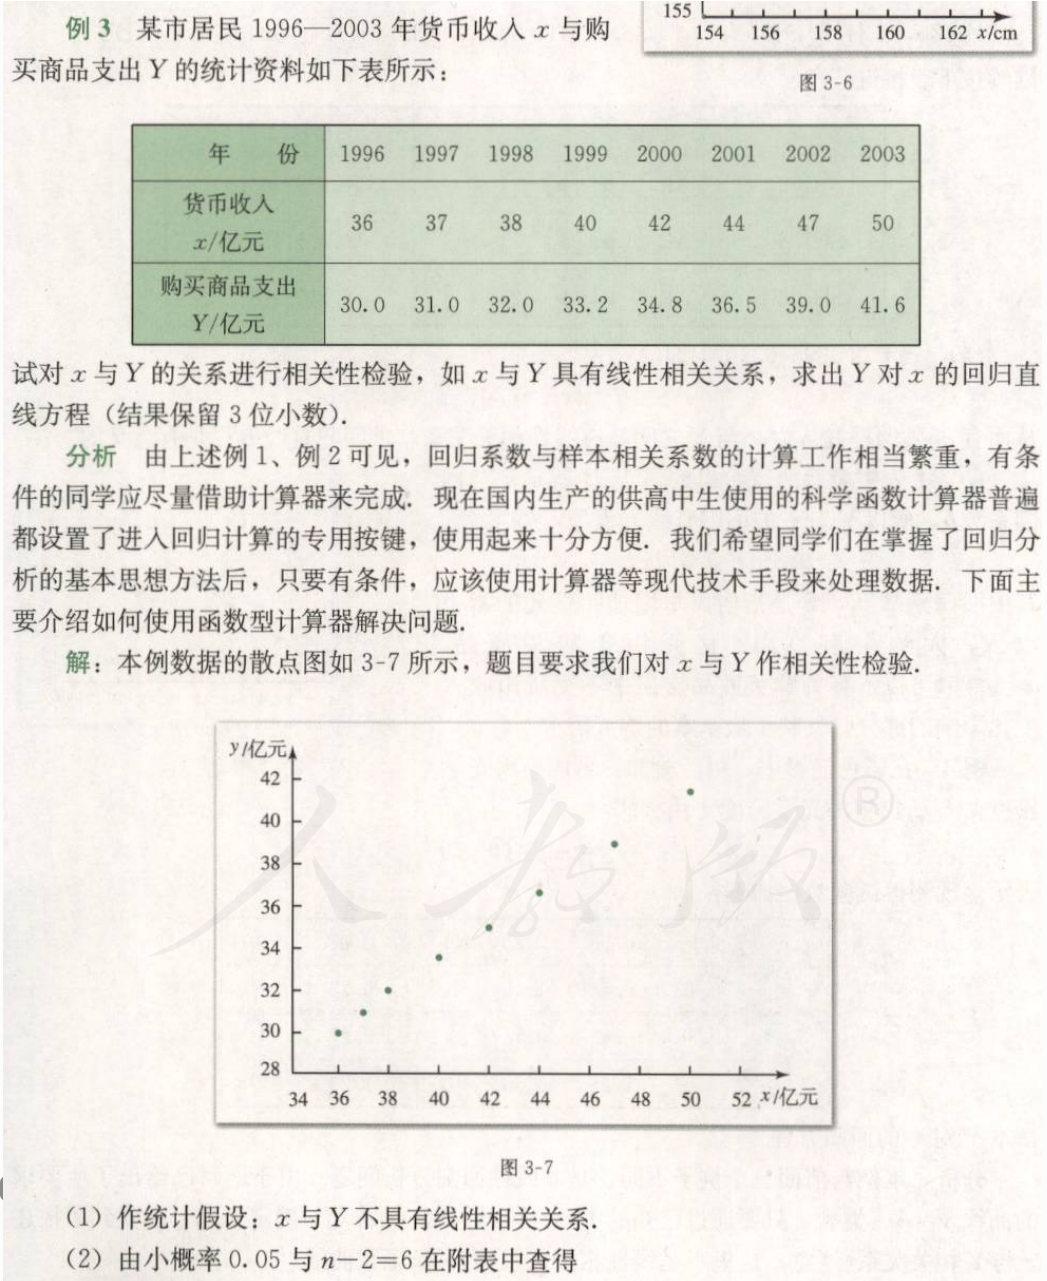 155
154 156 158 160 162 x/cm
图 3-6
例 3 某市居民 1996—2003 年货币收入 x 与购
买商品支出 Y 的统计资料如下表所示：
年 份 1996 1997 1998 1999 2000 2001 2002 2003
货币收入
x/亿元
36 37 38 40 42 44 47 50
购买商品支出
Y/亿元
30.0 31.0 32.0 33.2 34.8 36.5 39.0 41.6
试对 x 与 Y 的关系进行相关性检验，如 x 与 Y 具有线性相关关系，求出 Y 对 x 的回归直
线方程（结果保留 3 位小数）.
分析 由上述例 1、例 2 可见，回归系数与样本相关系数的计算工作相当繁重，有条
件的同学应尽量借助计算器来完成. 现在国内生产的供高中生使用的科学函数计算器普遍
都设置了进入回归计算的专用按键，使用起来十分方便. 我们希望同学们在掌握了回归分
析的基本思想方法后，只要有条件，应该使用计算器等现代技术手段来处理数据. 下面主
要介绍如何使用函数型计算器解决问题.
解：本例数据的散点图如 3-7 所示，题目要求我们对 x 与 Y 作相关性检验.
y/亿元
42
40
38
36
34
32
30
28
34 36 38 40 42 44 46 48 50 52 x/亿元
人教版®
图 3-7
(1) 作统计假设：x 与 Y 不具有线性相关关系.
(2) 由小概率 0.05 与 n-2=6 在附表中查得